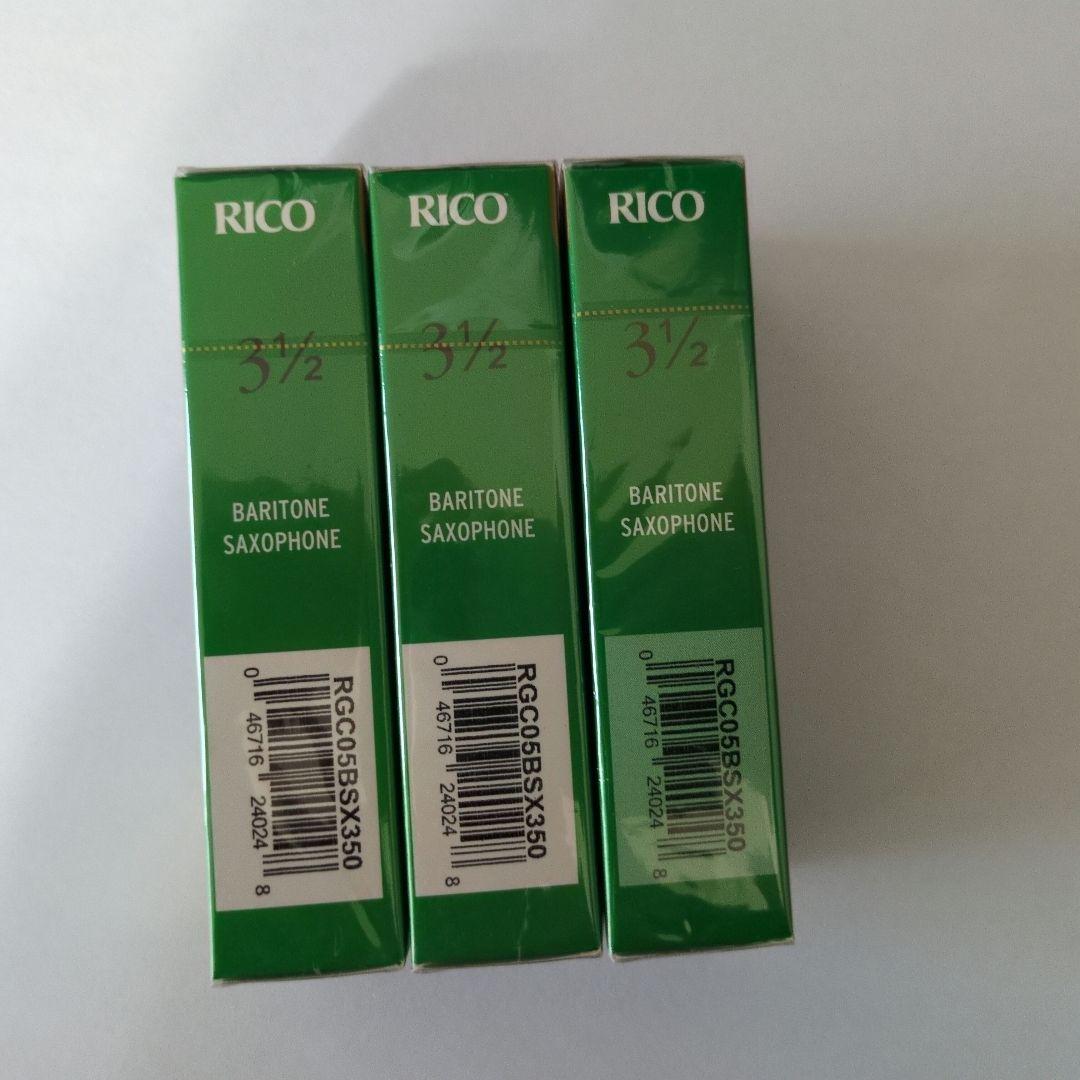 RICO
3½
BARITONE
SAXOPHONE
RGC05BSX350
0 46716 24024 8
RICO
3½
BARITONE
SAXOPHONE
RGC05BSX350
0 46716 24024 8
RICO
3½
BARITONE
SAXOPHONE
RGC05BSX350
0 46716 24024 8